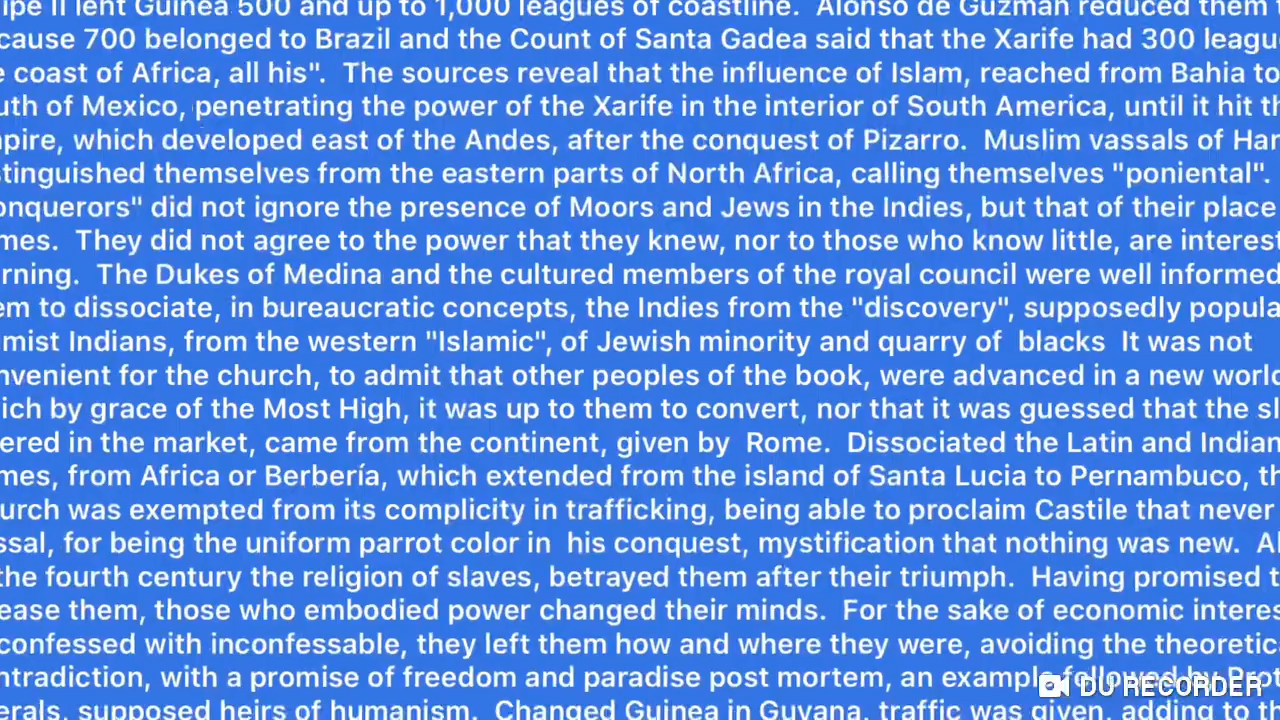 ipe II lent Guinea 500 and up to 1,000 leagues of coastline.  Alonso de Guzmán reduced them
cause 700 belonged to Brazil and the Count of Santa Gadea said that the Xarife had 300 leagu
e coast of Africa, all his".  The sources reveal that the influence of Islam, reached from Bahia to
uth of Mexico, penetrating the power of the Xarife in the interior of South America, until it hit th
pire, which developed east of the Andes, after the conquest of Pizarro.  Muslim vassals of Har
stinguished themselves from the eastern parts of North Africa, calling themselves "poniental".
onquerors" did not ignore the presence of Moors and Jews in the Indies, but that of their place
mes.  They did not agree to the power that they knew, nor to those who know little, are interest
rning.  The Dukes of Medina and the cultured members of the royal council were well informed
em to dissociate, in bureaucratic concepts, the Indies from the "discovery", supposedly popula
mist Indians, from the western "Islamic", of Jewish minority and quarry of  blacks  It was not
nvenient for the church, to admit that other peoples of the book, were advanced in a new world
ich by grace of the Most High, it was up to them to convert, nor that it was guessed that the sl
ered in the market, came from the continent, given by  Rome.  Dissociated the Latin and Indian
mes, from Africa or Berbería, which extended from the island of Santa Lucia to Pernambuco, th
urch was exempted from its complicity in trafficking, being able to proclaim Castile that never
ssal, for being the uniform parrot color in  his conquest, mystification that nothing was new.  Al
the fourth century the religion of slaves, betrayed them after their triumph.  Having promised t
ease them, those who embodied power changed their minds.  For the sake of economic interes
confessed with inconfessable, they left them how and where they were, avoiding the theoretica
ntradiction, with a promise of freedom and paradise post mortem, an example followed by Prot
erals, supposed heirs of humanism.  Changed Guinea in Guyana, traffic was given, adding to th
DU RECORDER